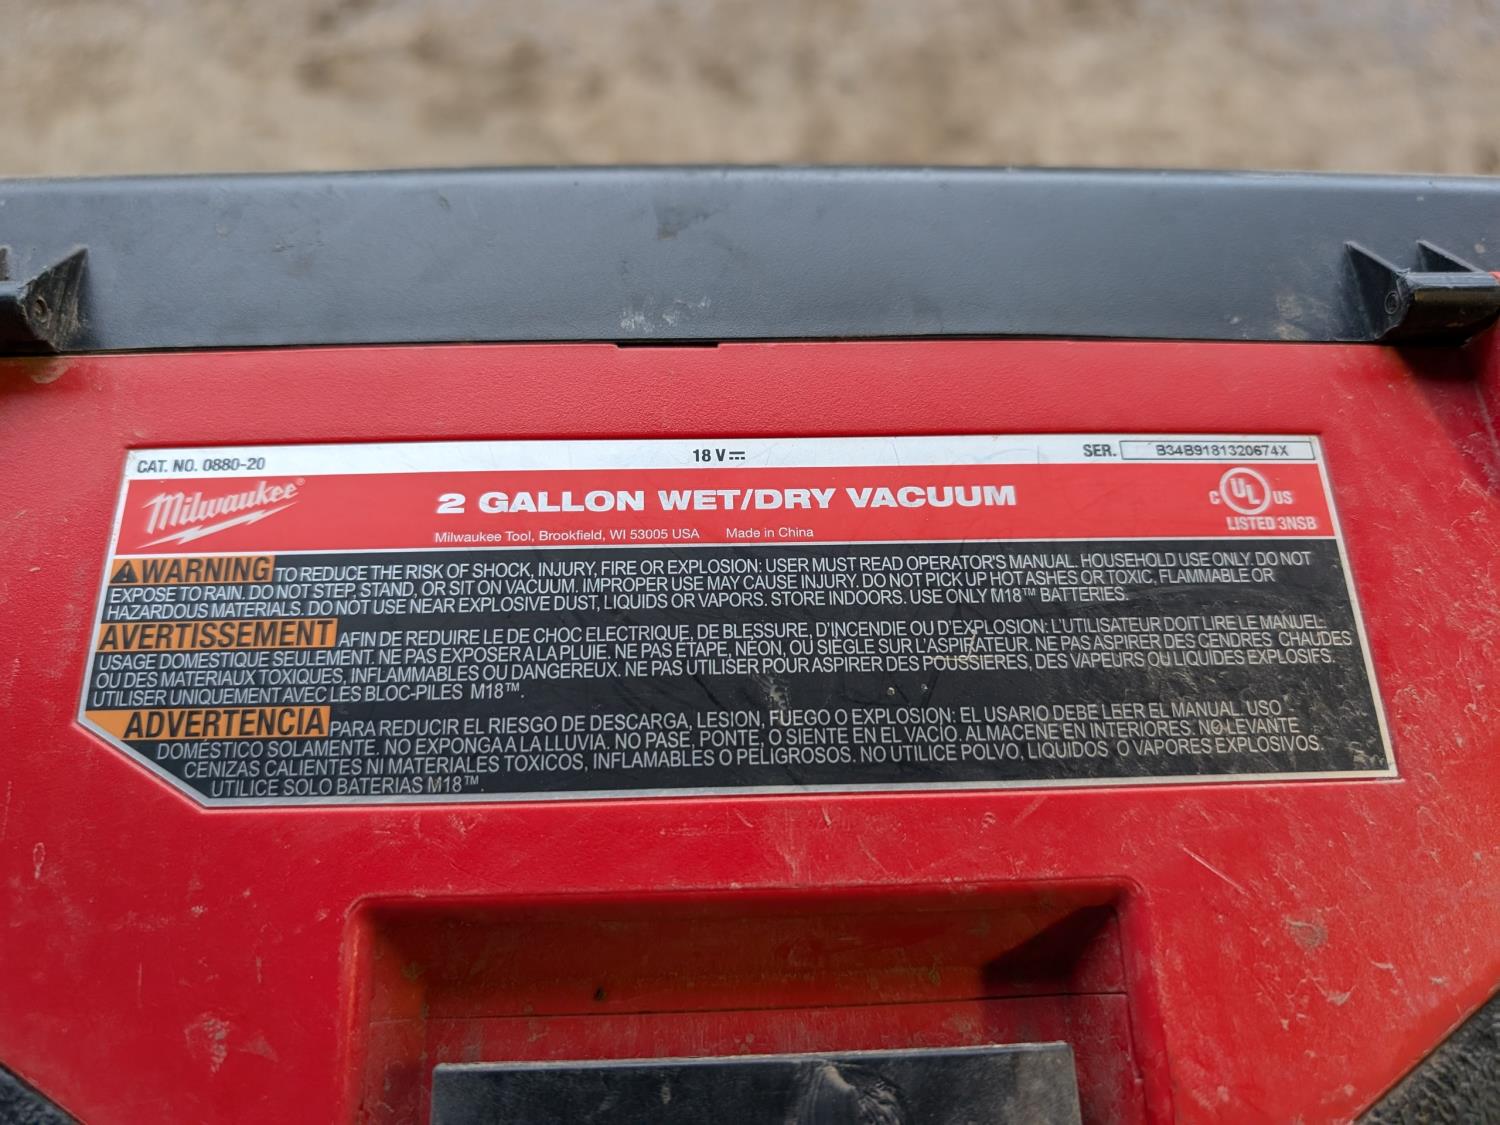 CAT. NO. 0880-20
18 V⎓
SER. B34B9181320674X
Milwaukee®
2 GALLON WET/DRY VACUUM
Milwaukee Tool, Brookfield, WI 53005 USA Made in China
C UL US
LISTED 3NSB
WARNING TO REDUCE THE RISK OF SHOCK, INJURY, FIRE OR EXPLOSION: USER MUST READ OPERATOR'S MANUAL. HOUSEHOLD USE ONLY. DO NOT
EXPOSE TO RAIN. DO NOT STEP, STAND, OR SIT ON VACUUM. IMPROPER USE MAY CAUSE INJURY. DO NOT PICK UP HOT ASHES OR TOXIC, FLAMMABLE OR
HAZARDOUS MATERIALS. DO NOT USE NEAR EXPLOSIVE DUST, LIQUIDS OR VAPORS. STORE INDOORS. USE ONLY M18™ BATTERIES.
AVERTISSEMENT AFIN DE REDUIRE LE DE CHOC ELECTRIQUE, DE BLESSURE, D'INCENDIE OU D'EXPLOSION: L'UTILISATEUR DOIT LIRE LE MANUEL.
USAGE DOMESTIQUE SEULEMENT. NE PAS EXPOSER A LA PLUIE. NE PAS ÉTAPE, NÉON, OU SIÈGLE SUR L'ASPIRATEUR. NE PAS ASPIRER DES CENDRES CHAUDES
OU DES MATERIAUX TOXIQUES, INFLAMMABLES OU DANGEREUX. NE PAS UTILISER POUR ASPIRER DES POUSSIÈRES, DES VAPEURS OU LIQUIDES EXPLOSIFS.
UTILISER UNIQUEMENT AVEC LES BLOC-PILES M18™.
ADVERTENCIA PARA REDUCIR EL RIESGO DE DESCARGA, LESION, FUEGO O EXPLOSION: EL USARIO DEBE LEER EL MANUAL. USO
DOMÉSTICO SOLAMENTE. NO EXPONGA A LA LLUVIA. NO PASE, PONTE, O SIENTE EN EL VACÍO. ALMACENE EN INTERIORES. NO LEVANTE
CENIZAS CALIENTES NI MATERIALES TOXICOS, INFLAMABLES O PELIGROSOS. NO UTILICE POLVO, LIQUIDOS, O VAPORES EXPLOSIVOS.
UTILICE SOLO BATERIAS M18™.